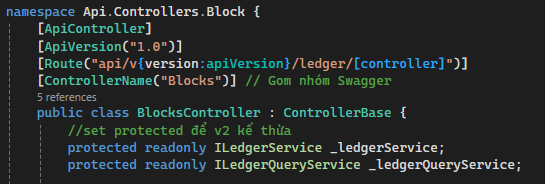 namespace Api.Controllers.Block {
[ApiController]
[ApiVersion("1.0")]
[Route("api/v{version:apiVersion}/ledger/[controller]")]
[ControllerName("Blocks")] // Gom nhóm Swagger
5 references
public class BlocksController : ControllerBase {
//set protected để v2 kế thừa
protected readonly ILedgerService _ledgerService;
protected readonly ILedgerQueryService _ledgerQueryService;